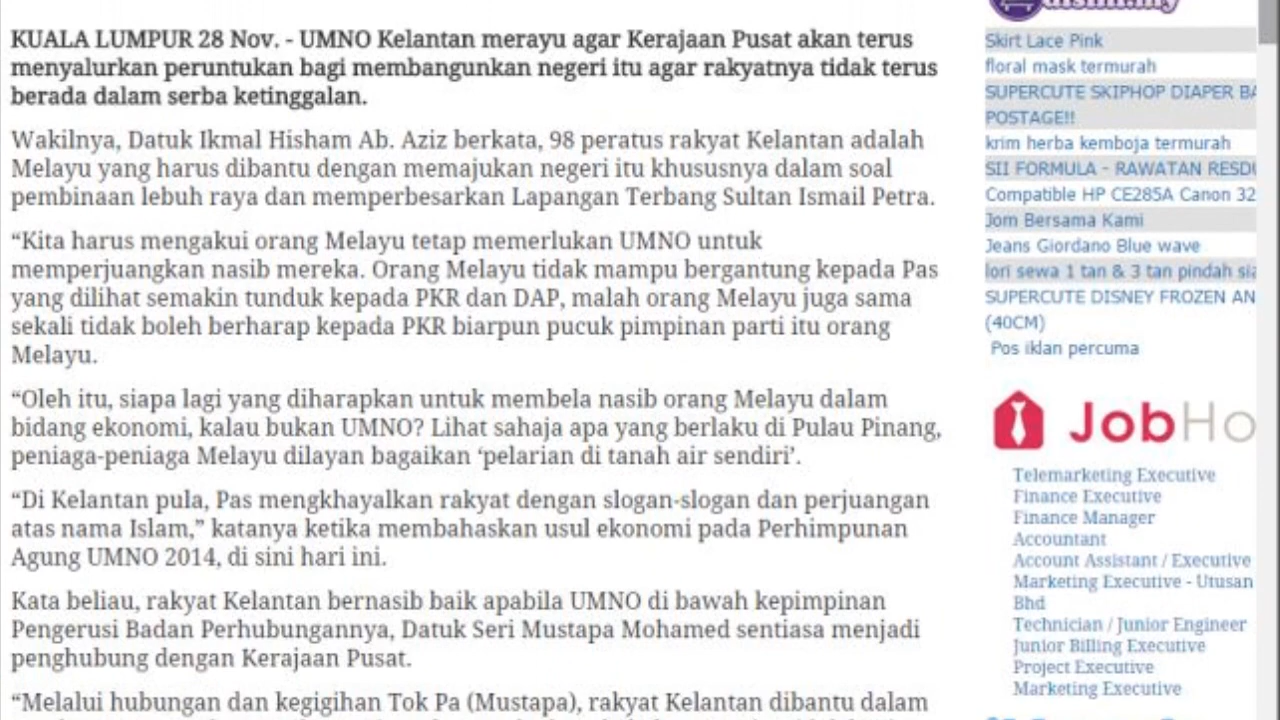 KUALA LUMPUR 28 Nov. - UMNO Kelantan merayu agar Kerajaan Pusat akan terus
menyalurkan peruntukan bagi membangunkan negeri itu agar rakyatnya tidak terus
berada dalam serba ketinggalan.
Wakilnya, Datuk Ikmal Hisham Ab. Aziz berkata, 98 peratus rakyat Kelantan adalah
Melayu yang harus dibantu dengan memajukan negeri itu khususnya dalam soal
pembinaan lebuh raya dan memperbesarkan Lapangan Terbang Sultan Ismail Petra.
“Kita harus mengakui orang Melayu tetap memerlukan UMNO untuk
memperjuangkan nasib mereka. Orang Melayu tidak mampu bergantung kepada Pas
yang dilihat semakin tunduk kepada PKR dan DAP, malah orang Melayu juga sama
sekali tidak boleh berharap kepada PKR biarpun pucuk pimpinan parti itu orang
Melayu.
“Oleh itu, siapa lagi yang diharapkan untuk membela nasib orang Melayu dalam
bidang ekonomi, kalau bukan UMNO? Lihat sahaja apa yang berlaku di Pulau Pinang,
peniaga-peniaga Melayu dilayan bagaikan ‘pelarian di tanah air sendiri’.
“Di Kelantan pula, Pas mengkhayalkan rakyat dengan slogan-slogan dan perjuangan
atas nama Islam,” katanya ketika membahaskan usul ekonomi pada Perhimpunan
Agung UMNO 2014, di sini hari ini.
Kata beliau, rakyat Kelantan bernasib baik apabila UMNO di bawah kepimpinan
Pengerusi Badan Perhubungannya, Datuk Seri Mustapa Mohamed sentiasa menjadi
penghubung dengan Kerajaan Pusat.
“Melalui hubungan dan kegigihan Tok Pa (Mustapa), rakyat Kelantan dibantu dalam
Skirt Lace Pink
floral mask termurah
SUPERCUTE SKIPHOP DIAPER BA
POSTAGE!!
krim herba kemboja termurah
SII FORMULA - RAWATAN RESD
Compatible HP CE285A Canon 32
Jom Bersama Kami
Jeans Giordano Blue wave
lori sewa 1 tan & 3 tan pindah sia
SUPERCUTE DISNEY FROZEN AN
(40CM)
Pos iklan percuma
JobHo
Telemarketing Executive
Finance Executive
Finance Manager
Accountant
Account Assistant / Executive
Marketing Executive - Utusan
Bhd
Technician / Junior Engineer
Junior Billing Executive
Project Executive
Marketing Executive